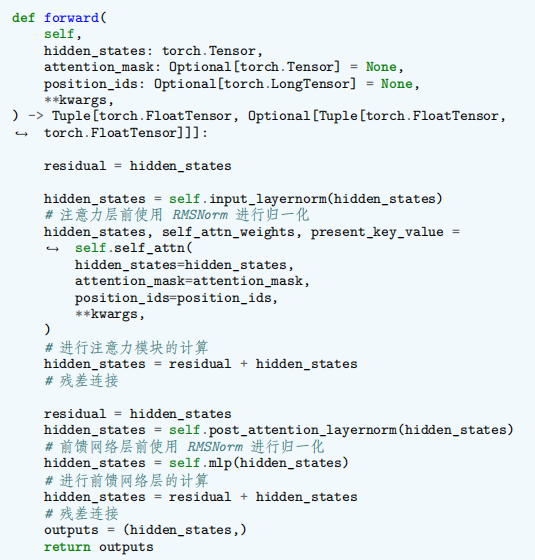 def forward(
    self,
    hidden_states: torch.Tensor,
    attention_mask: Optional[torch.Tensor] = None,
    position_ids: Optional[torch.LongTensor] = None,
    **kwargs,
) -> Tuple[torch.FloatTensor, Optional[Tuple[torch.FloatTensor,
↪ torch.FloatTensor]]]:

    residual = hidden_states

    hidden_states = self.input_layernorm(hidden_states)
    # 注意力层前使用 RMSNorm 进行归一化
    hidden_states, self_attn_weights, present_key_value =
    ↪ self.self_attn(
        hidden_states=hidden_states,
        attention_mask=attention_mask,
        position_ids=position_ids,
        **kwargs,
    )
    # 进行注意力模块的计算
    hidden_states = residual + hidden_states
    # 残差连接

    residual = hidden_states
    hidden_states = self.post_attention_layernorm(hidden_states)
    # 前馈网络层前使用 RMSNorm 进行归一化
    hidden_states = self.mlp(hidden_states)
    # 进行前馈网络层的计算
    hidden_states = residual + hidden_states
    # 残差连接
    outputs = (hidden_states,)
    return outputs